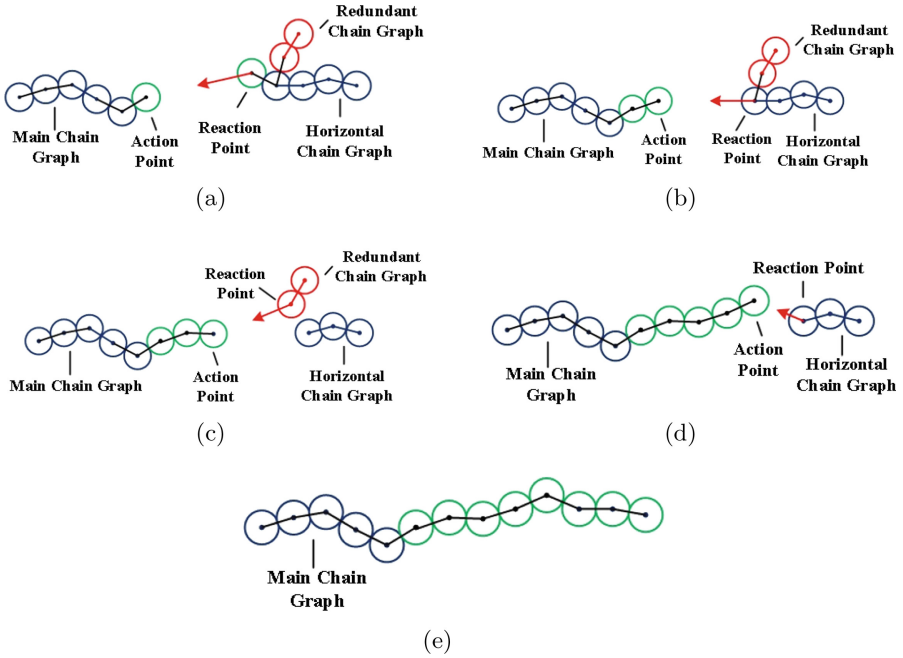 Redundant
Chain Graph
Main Chain
Graph
Action
Point
Reaction
Point
Horizontal
Chain Graph
(a)
Redundant
Chain Graph
Main Chain Graph
Action
Point
Reaction
Point
Horizontal
Chain Graph
(b)
Reaction
Point
Redundant
Chain Graph
Main Chain Graph
Action
Point
Horizontal
Chain Graph
(c)
Reaction Point
Main Chain
Graph
Action
Point
Horizontal
Chain Graph
(d)
Main Chain
Graph
(e)